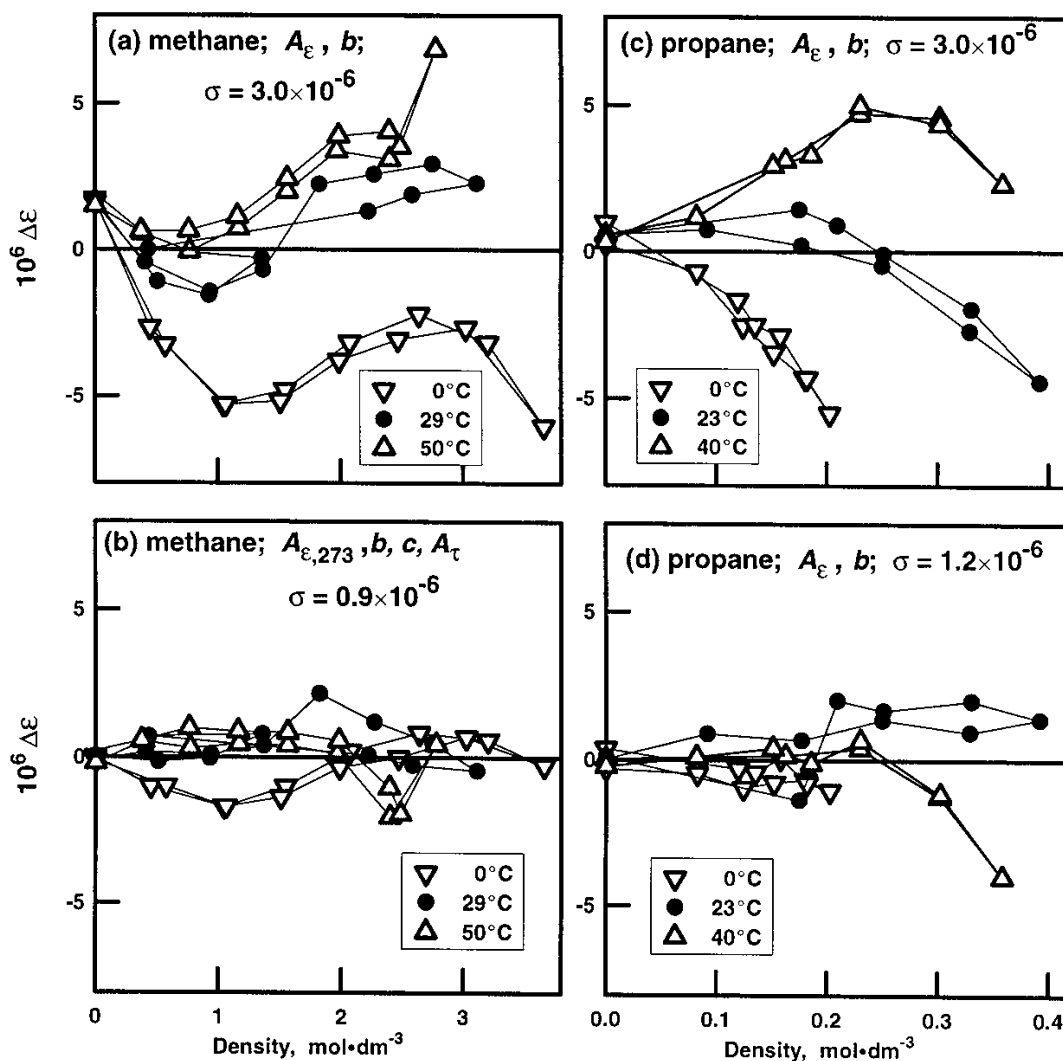 (a) methane; Aε , b;
σ = 3.0×10⁻⁶
5
0
-5
10⁶ Δε
0°C
29°C
50°C
(c) propane; Aε , b; σ = 3.0×10⁻⁶
5
0
-5
0°C
23°C
40°C
(b) methane; Aε,273 , b, c, Aτ
σ = 0.9×10⁻⁶
5
0
-5
10⁶ Δε
0°C
29°C
50°C
0
1
2
3
Density, mol•dm⁻³
(d) propane; Aε , b; σ = 1.2×10⁻⁶
5
0
-5
0°C
23°C
40°C
0.0
0.1
0.2
0.3
0.4
Density, mol•dm⁻³